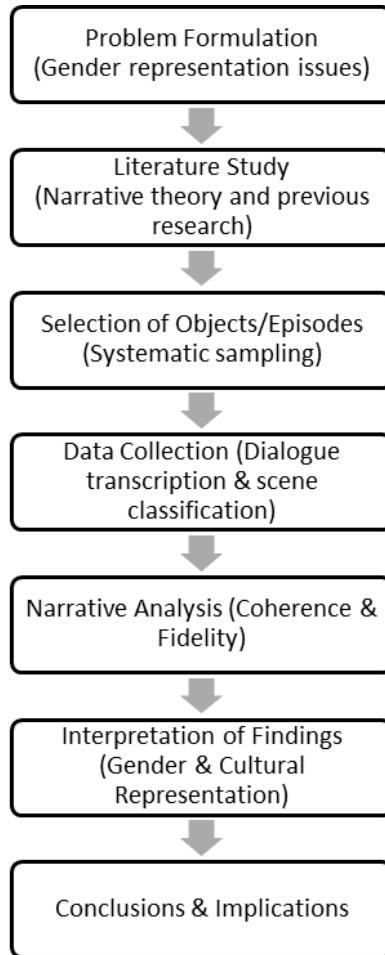 Problem Formulation
(Gender representation issues)
Literature Study
(Narrative theory and previous
research)
Selection of Objects/Episodes
(Systematic sampling)
Data Collection (Dialogue
transcription & scene
classification)
Narrative Analysis (Coherence &
Fidelity)
Interpretation of Findings
(Gender & Cultural
Representation)
Conclusions & Implications